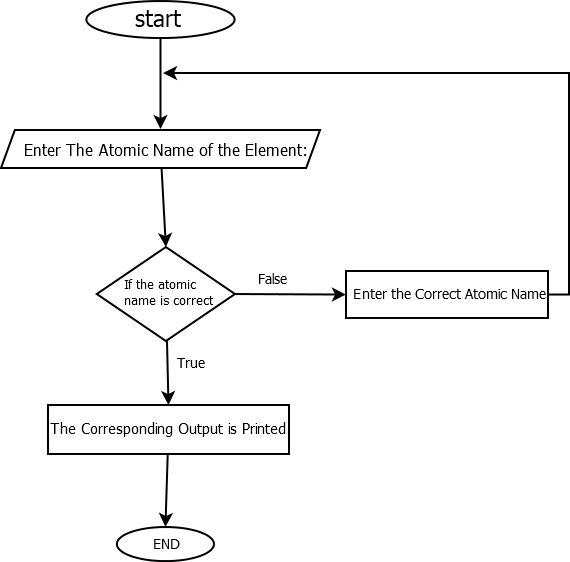 start
Enter The Atomic Name of the Element:
If the atomic
name is correct
False
Enter the Correct Atomic Name
True
The Corresponding Output is Printed
END